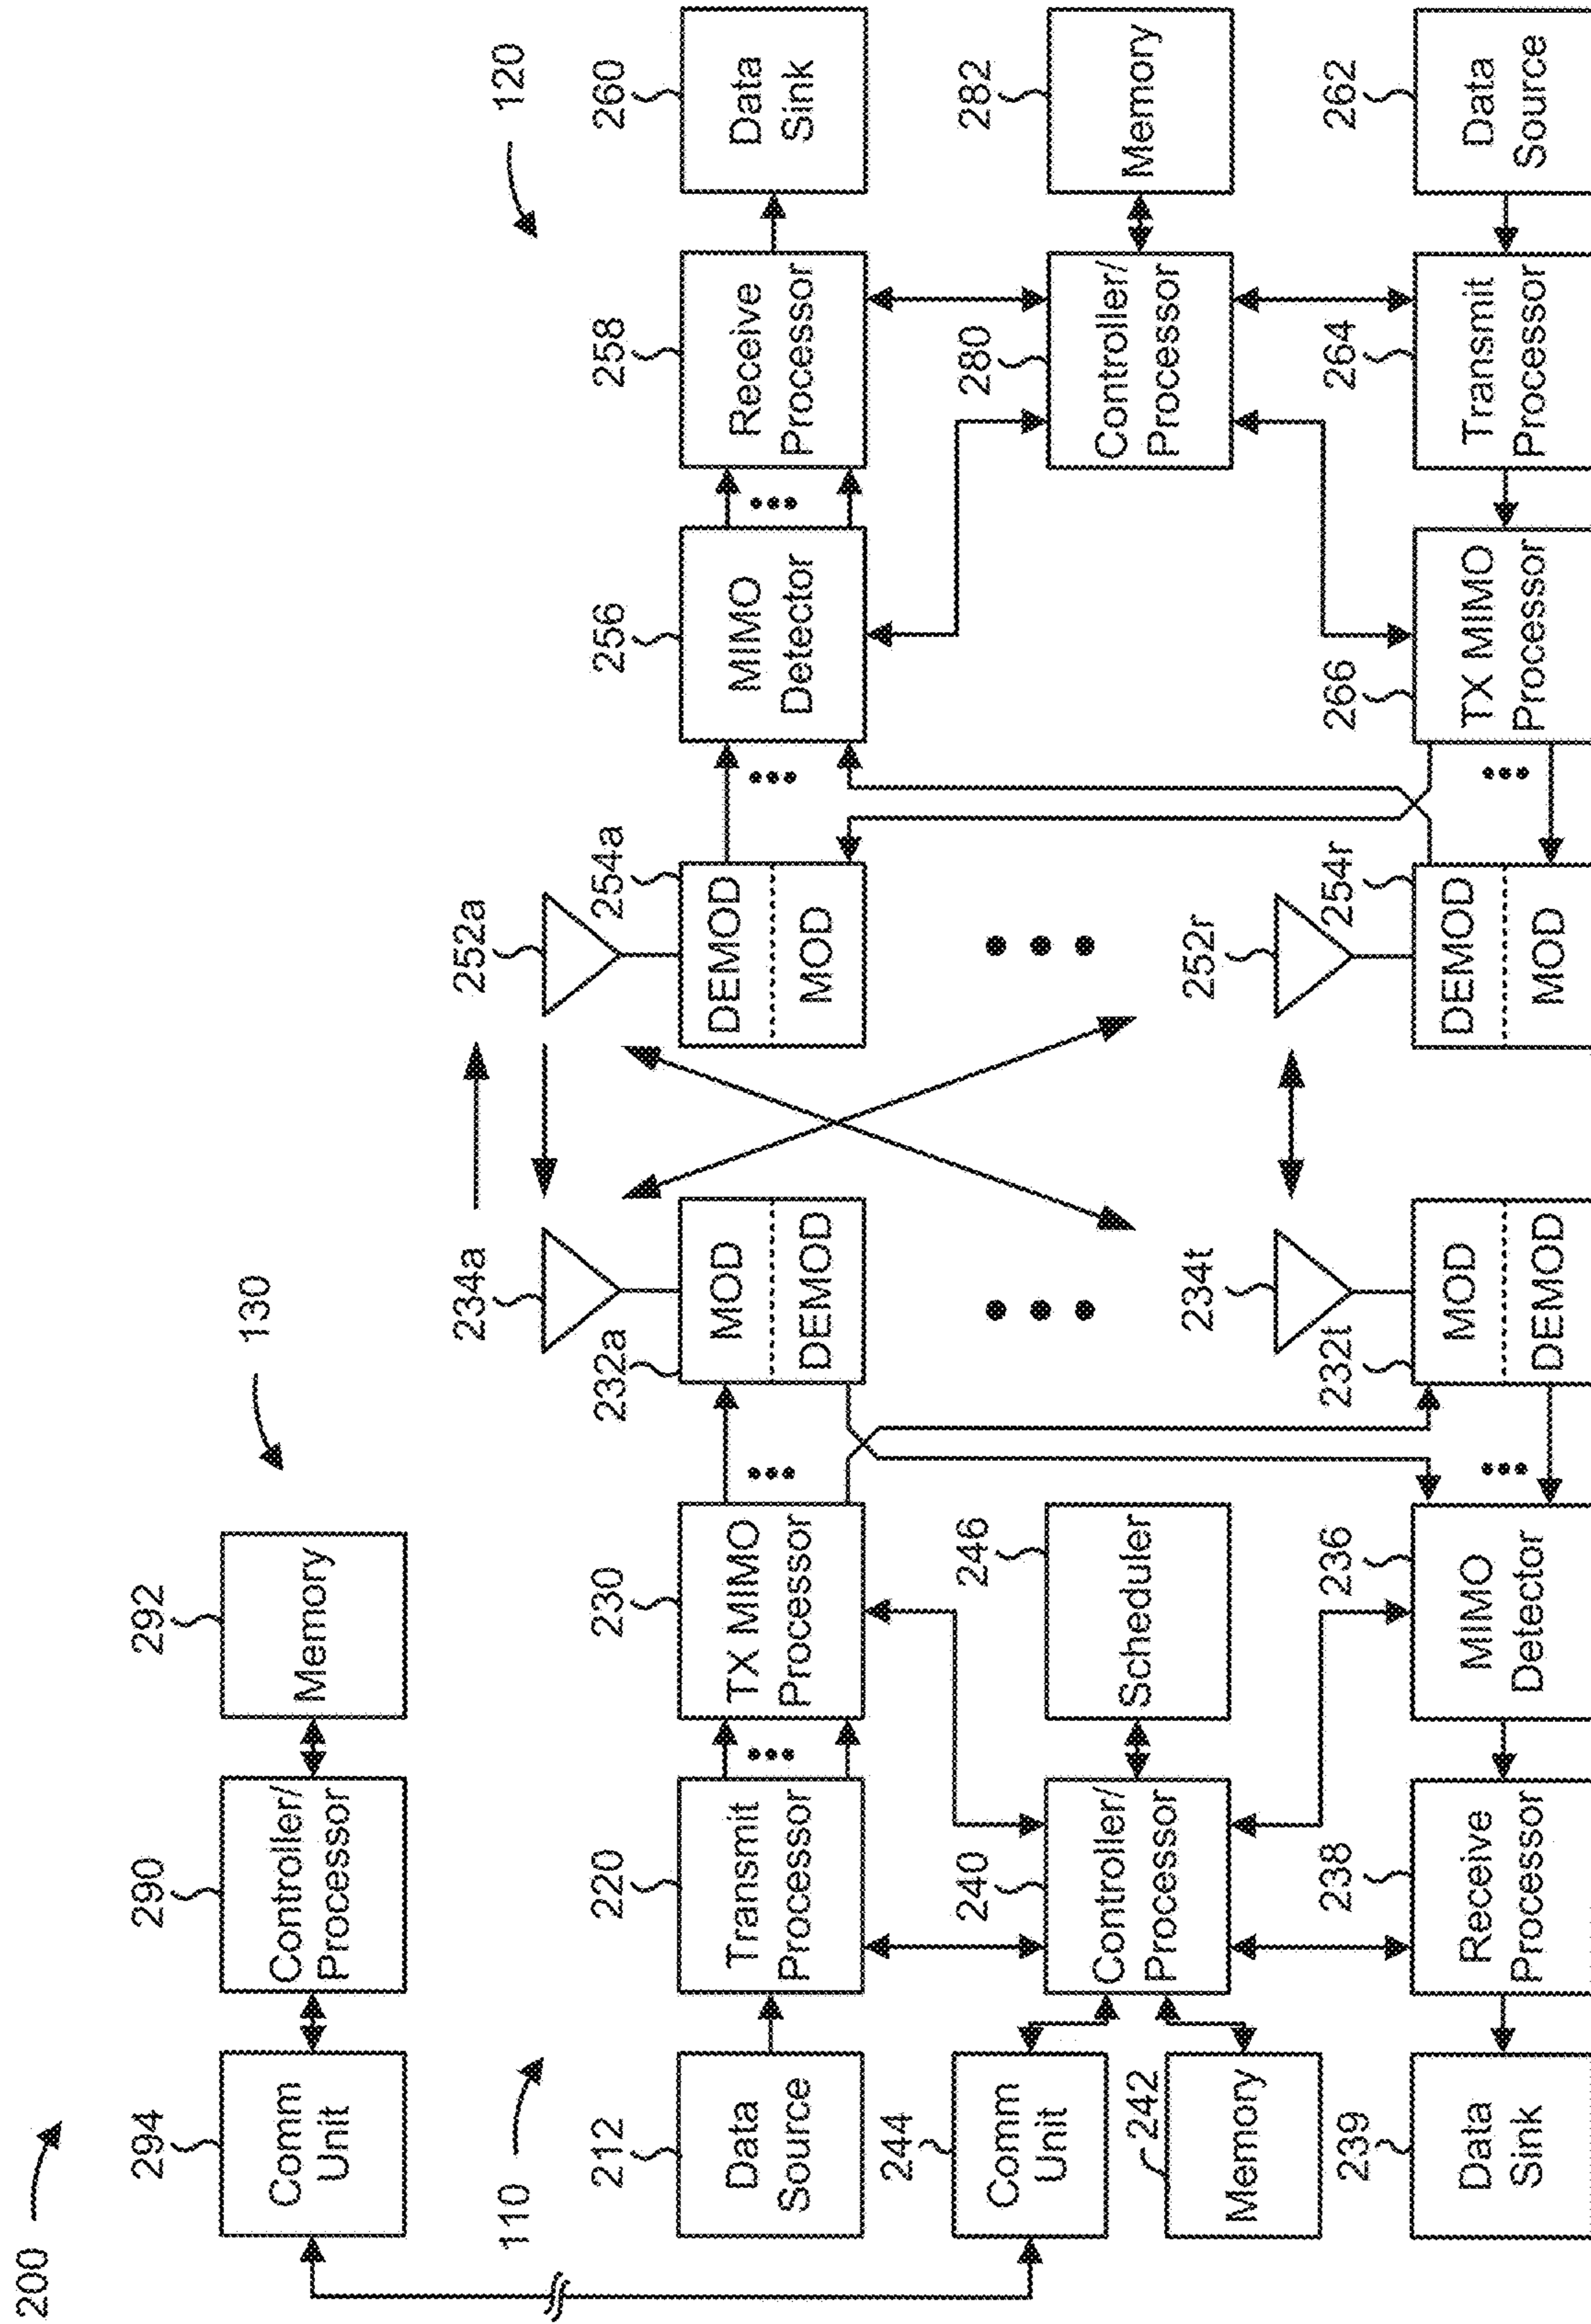 200
130
294
290
292
Comm
Unit
Controller/
Processor
Memory
110
120
234a
252a
212
220
230
232a
254a
256
258
260
Data
Source
Transmit
Processor
TX MIMO
Processor
MOD
DEMOD
DEMOD
MOD
MIMO
Detector
Receive
Processor
Data
Sink
244
240
246
280
282
Comm
Unit
Controller/
Processor
Scheduler
Controller/
Processor
Memory
242
Memory
234t
252r
239
238
236
232t
254r
266
264
262
Data
Sink
Receive
Processor
MIMO
Detector
MOD
DEMOD
DEMOD
MOD
TX MIMO
Processor
Transmit
Processor
Data
Source